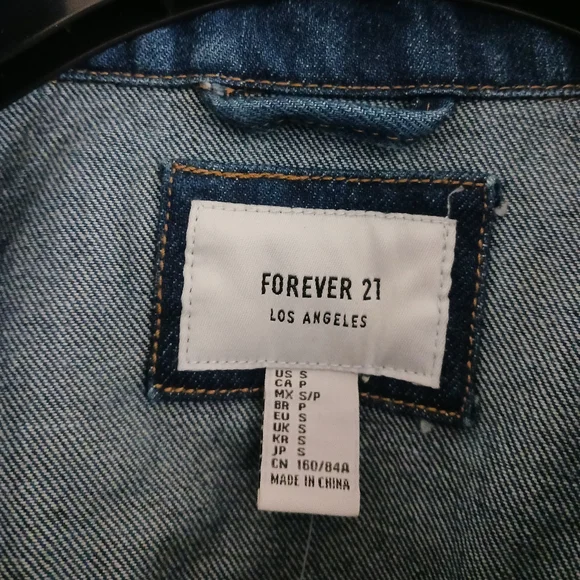 FOREVER 21
LOS ANGELES
US S
CA P
MX S/P
BR P
EU S
UK S
KR S
JP S
CN 160/84A
MADE IN CHINA